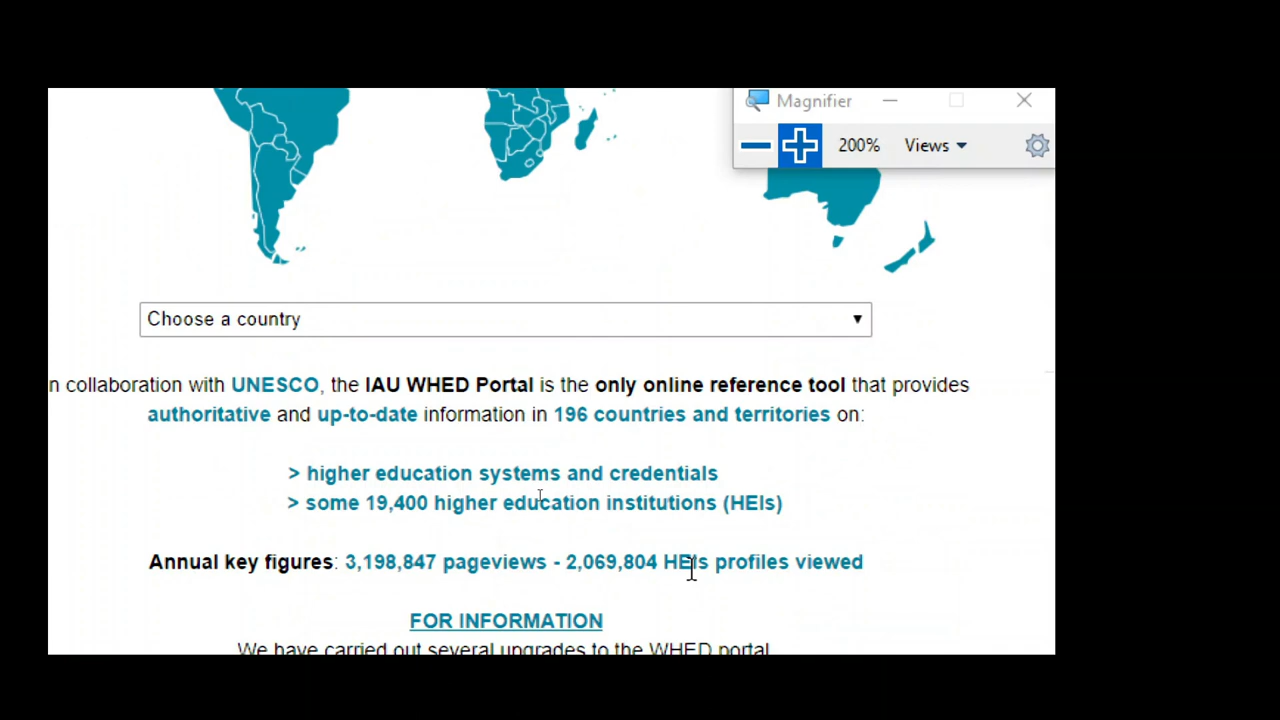 Magnifier
200% Views
Choose a country
n collaboration with UNESCO, the IAU WHED Portal is the only online reference tool that provides
authoritative and up-to-date information in 196 countries and territories on:
> higher education systems and credentials
> some 19,400 higher education institutions (HEIs)
Annual key figures: 3,198,847 pageviews - 2,069,804 HEIs profiles viewed
FOR INFORMATION
We have carried out several upgrades to the WHED portal